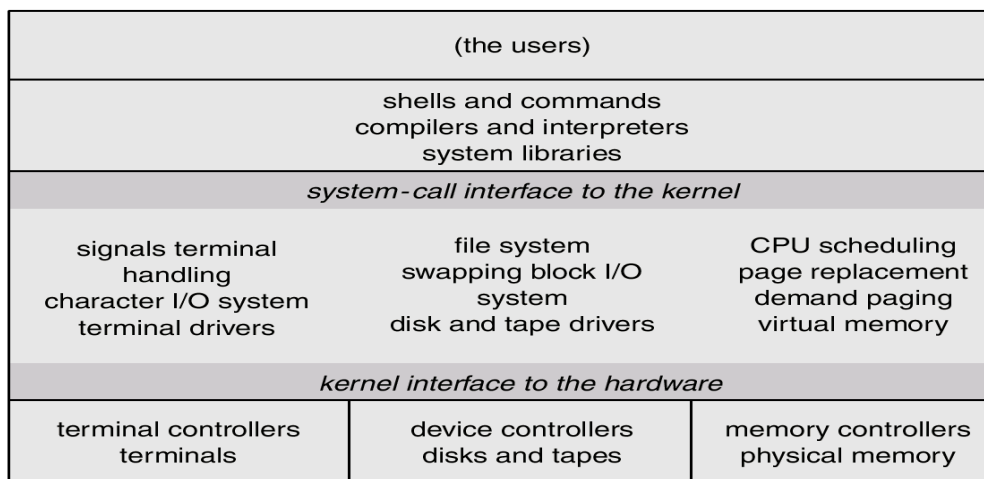 (the users)
shells and commands
compilers and interpreters
system libraries
system-call interface to the kernel
signals terminal
handling
character I/O system
terminal drivers
file system
swapping block I/O
system
disk and tape drivers
CPU scheduling
page replacement
demand paging
virtual memory
kernel interface to the hardware
terminal controllers
terminals
device controllers
disks and tapes
memory controllers
physical memory